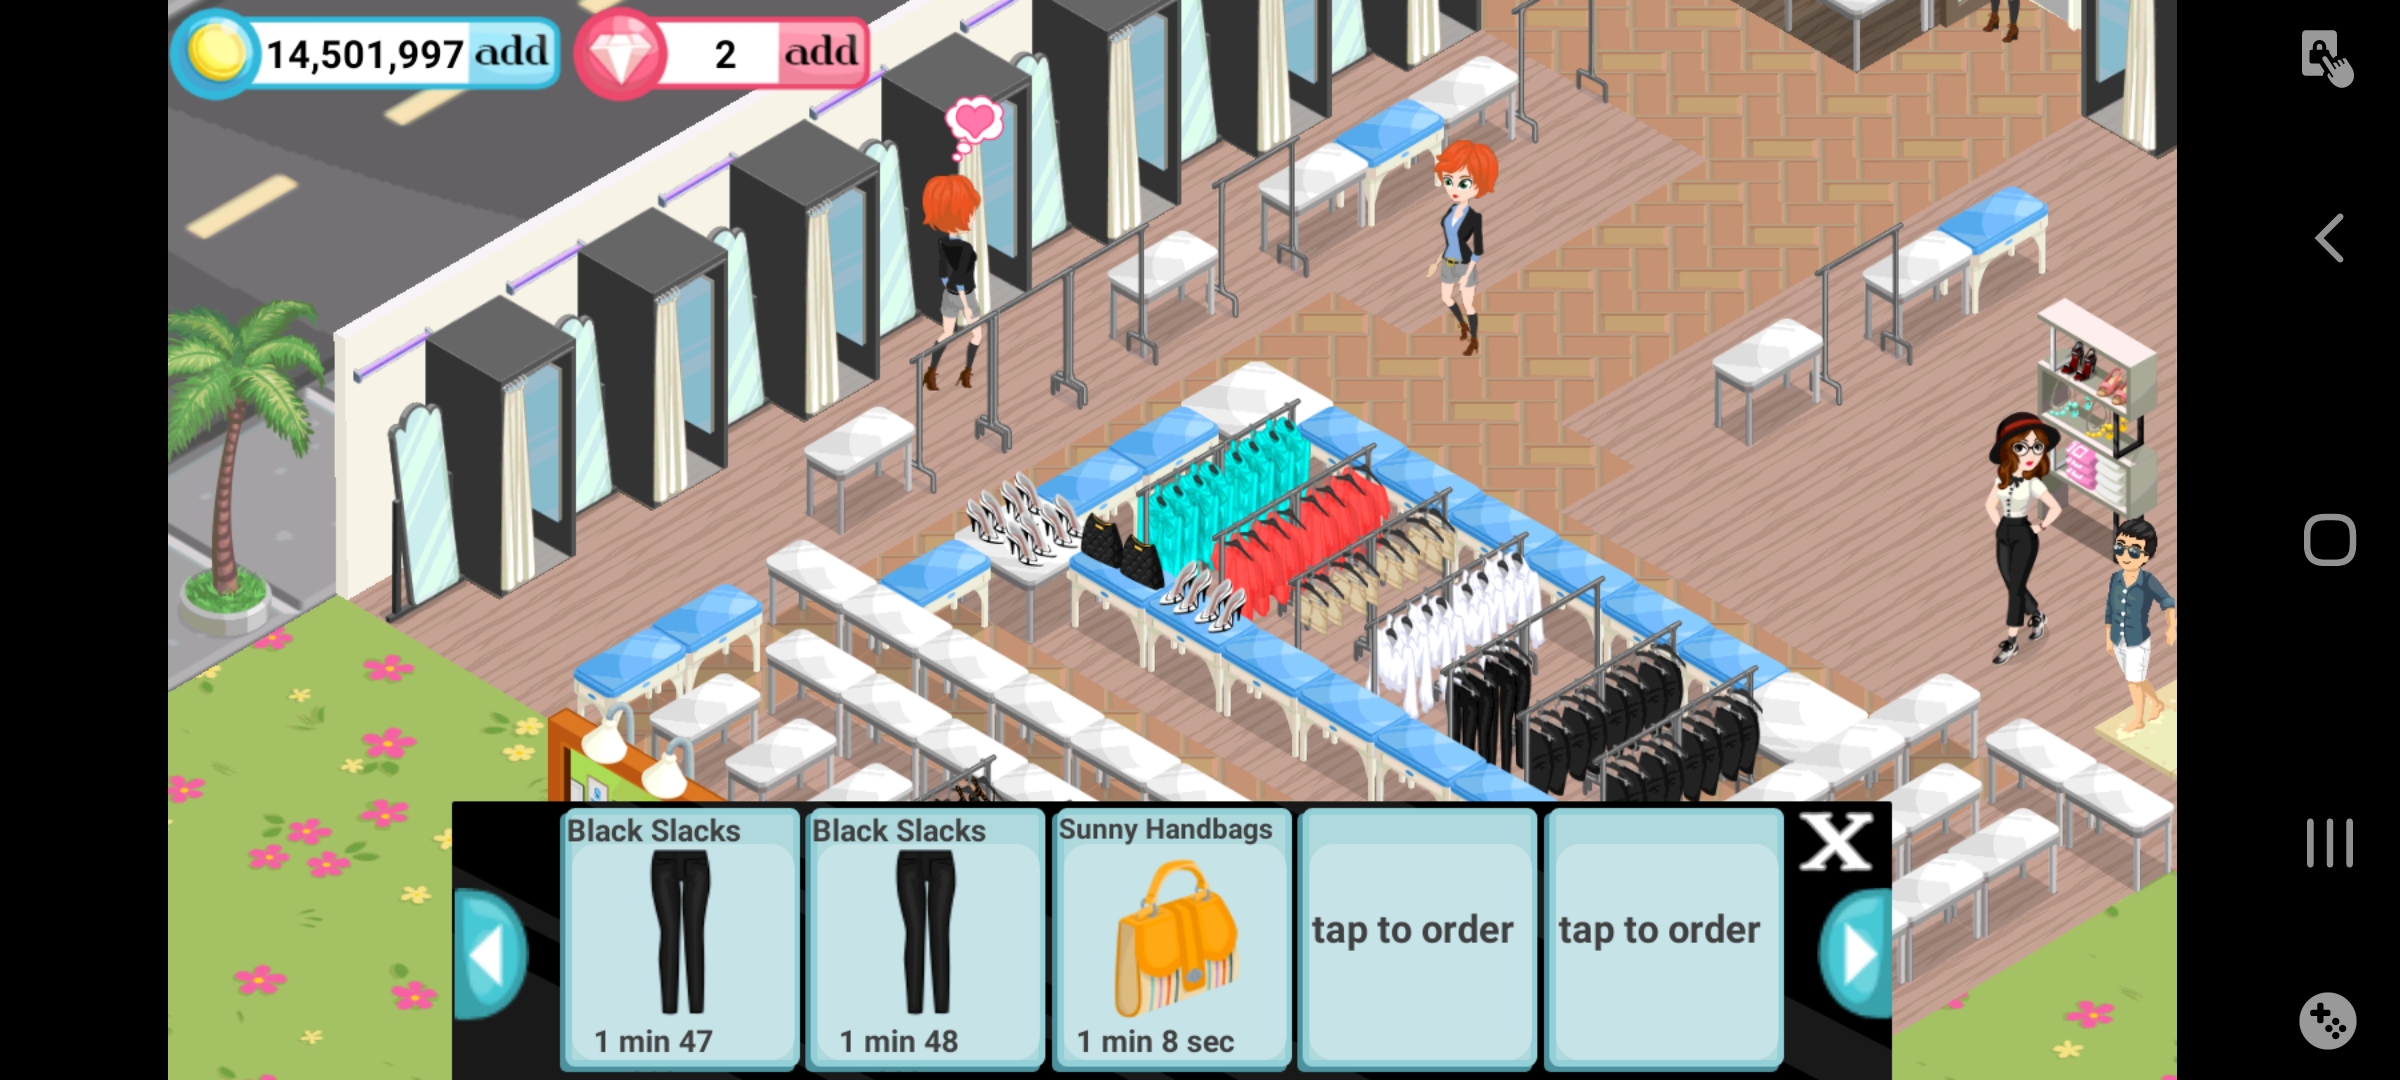 14,501,997 add
2 add
Black Slacks
1 min 47
Black Slacks
1 min 48
Sunny Handbags
1 min 8 sec
tap to order
tap to order
X